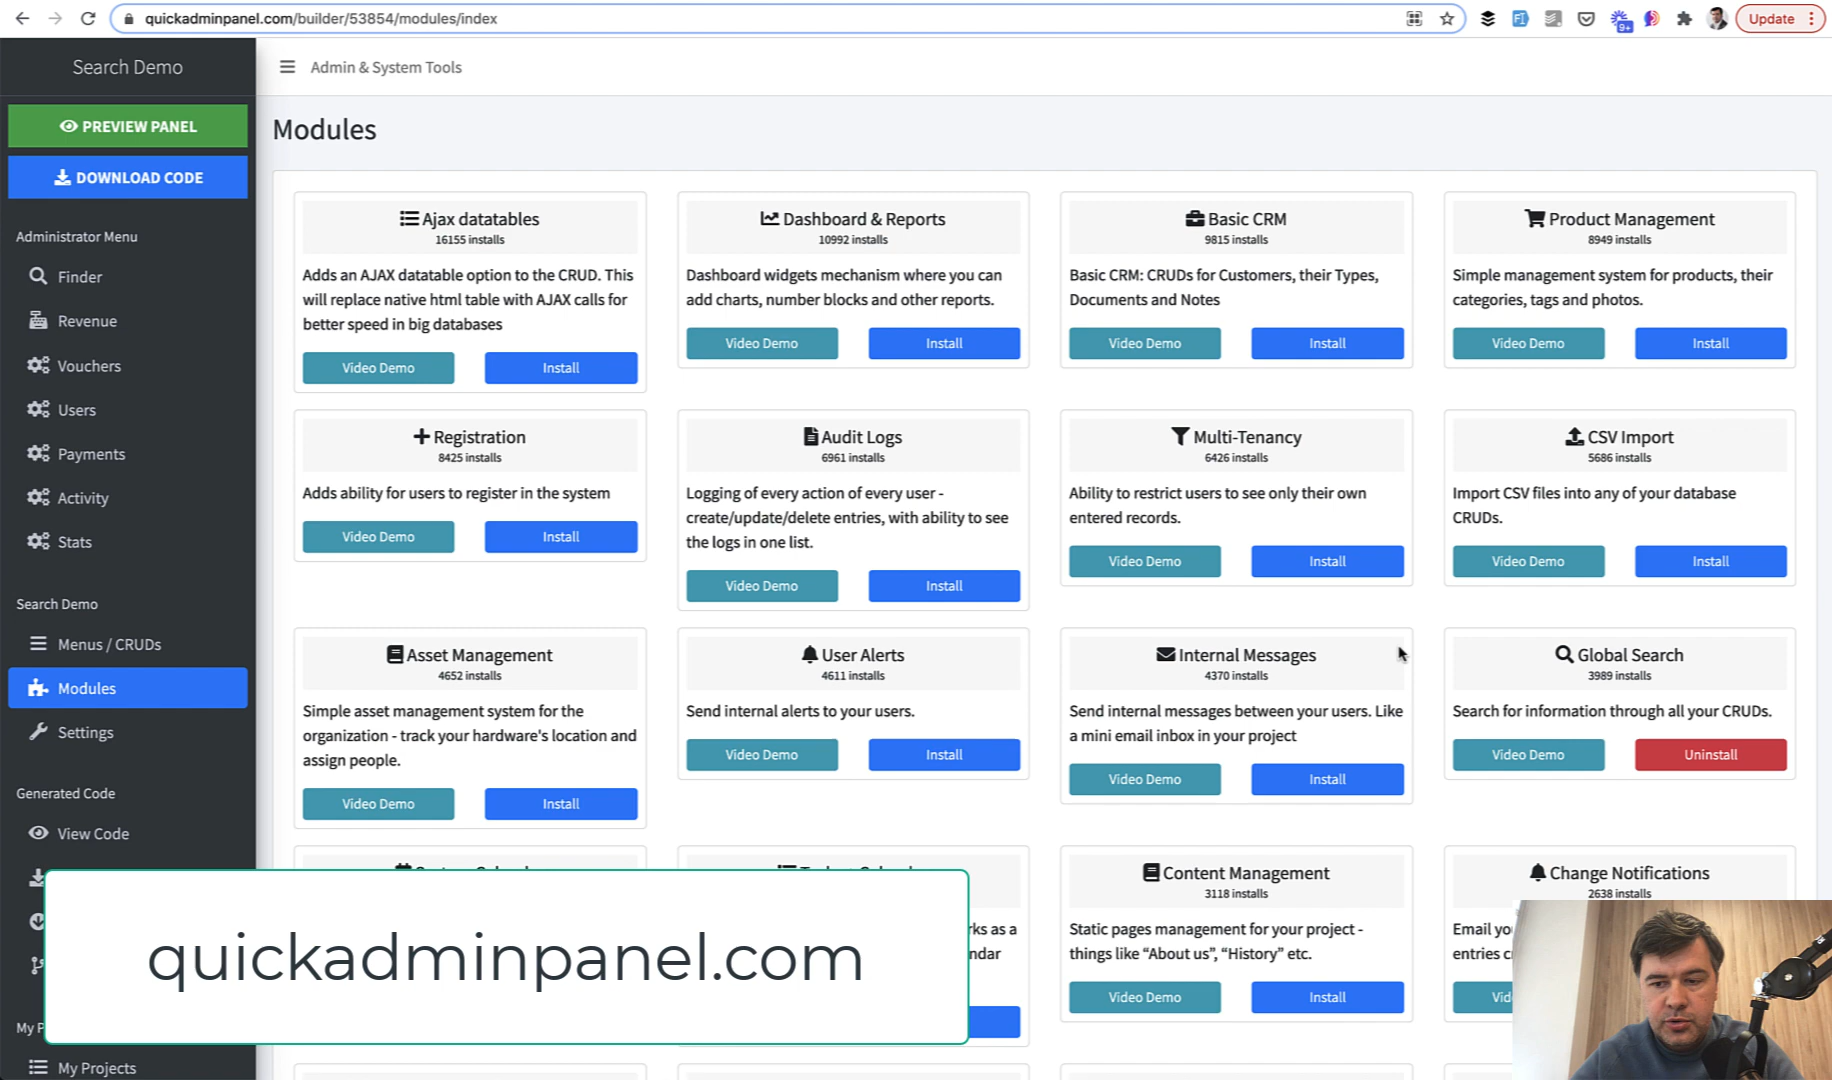 quickadminpanel.com/builder/53854/modules/index
9+
Update
Search Demo
Admin & System Tools
PREVIEW PANEL
DOWNLOAD CODE
Administrator Menu
Finder
Revenue
Vouchers
Users
Payments
Activity
Stats
Search Demo
Menus / CRUDs
Modules
Settings
Generated Code
View Code
My Projects
Modules
Ajax datatables
16155 installs
Adds an AJAX datatable option to the CRUD. This
will replace native html table with AJAX calls for
better speed in big databases
Video Demo
Install
Dashboard & Reports
10992 installs
Dashboard widgets mechanism where you can
add charts, number blocks and other reports.
Video Demo
Install
Basic CRM
9815 installs
Basic CRM: CRUDs for Customers, their Types,
Documents and Notes
Video Demo
Install
Product Management
8949 installs
Simple management system for products, their
categories, tags and photos.
Video Demo
Install
Registration
8425 installs
Adds ability for users to register in the system
Video Demo
Install
Audit Logs
6961 installs
Logging of every action of every user -
create/update/delete entries, with ability to see
the logs in one list.
Video Demo
Install
Multi-Tenancy
6426 installs
Ability to restrict users to see only their own
entered records.
Video Demo
Install
CSV Import
5686 installs
Import CSV files into any of your database
CRUDs.
Video Demo
Install
Asset Management
4652 installs
Simple asset management system for the
organization - track your hardware's location and
assign people.
Video Demo
Install
User Alerts
4611 installs
Send internal alerts to your users.
Video Demo
Install
Internal Messages
4370 installs
Send internal messages between your users. Like
a mini email inbox in your project
Video Demo
Install
Global Search
3989 installs
Search for information through all your CRUDs.
Video Demo
Uninstall
as a
Content Management
3118 installs
Static pages management for your project -
things like “About us”, “History” etc.
Video Demo
Install
Change Notifications
2638 installs
Email
entries
quickadminpanel.com